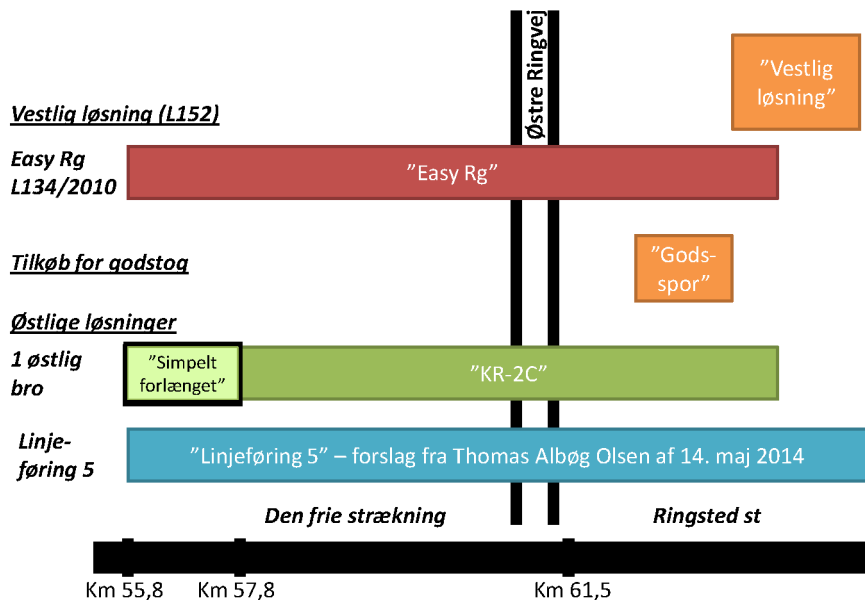 Østre Ringvej
”Vestlig
løsning”
Vestlig løsning (L152)
Easy Rg
L134/2010
”Easy Rg”
Tilkøb for godstog
”Gods-
spor”
Østlige løsninger
1 østlig
bro
”Simpelt
forlænget”
”KR-2C”
Linje-
føring 5
”Linjeføring 5” – forslag fra Thomas Albøg Olsen af 14. maj 2014
Den frie strækning
Ringsted st
Km 55,8
Km 57,8
Km 61,5